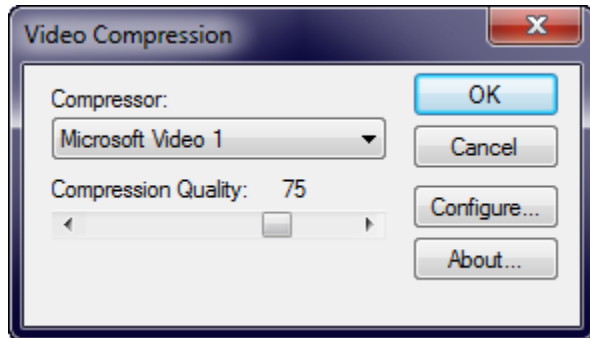 Video Compression
Compressor:
OK
Microsoft Video 1
Cancel
Compression Quality: 75
Configure...
About...